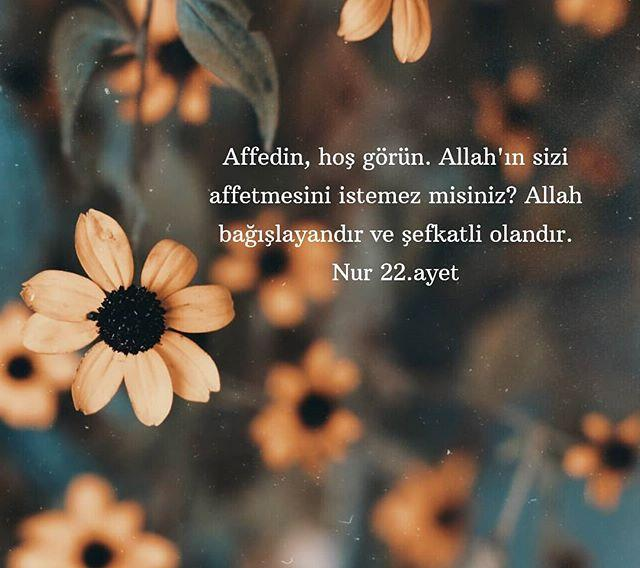 Affedin, hoş görün. Allah'ın sizi
affetmesini istemez misiniz? Allah
bağışlayandır ve şefkatli olandır.
Nur 22.ayet